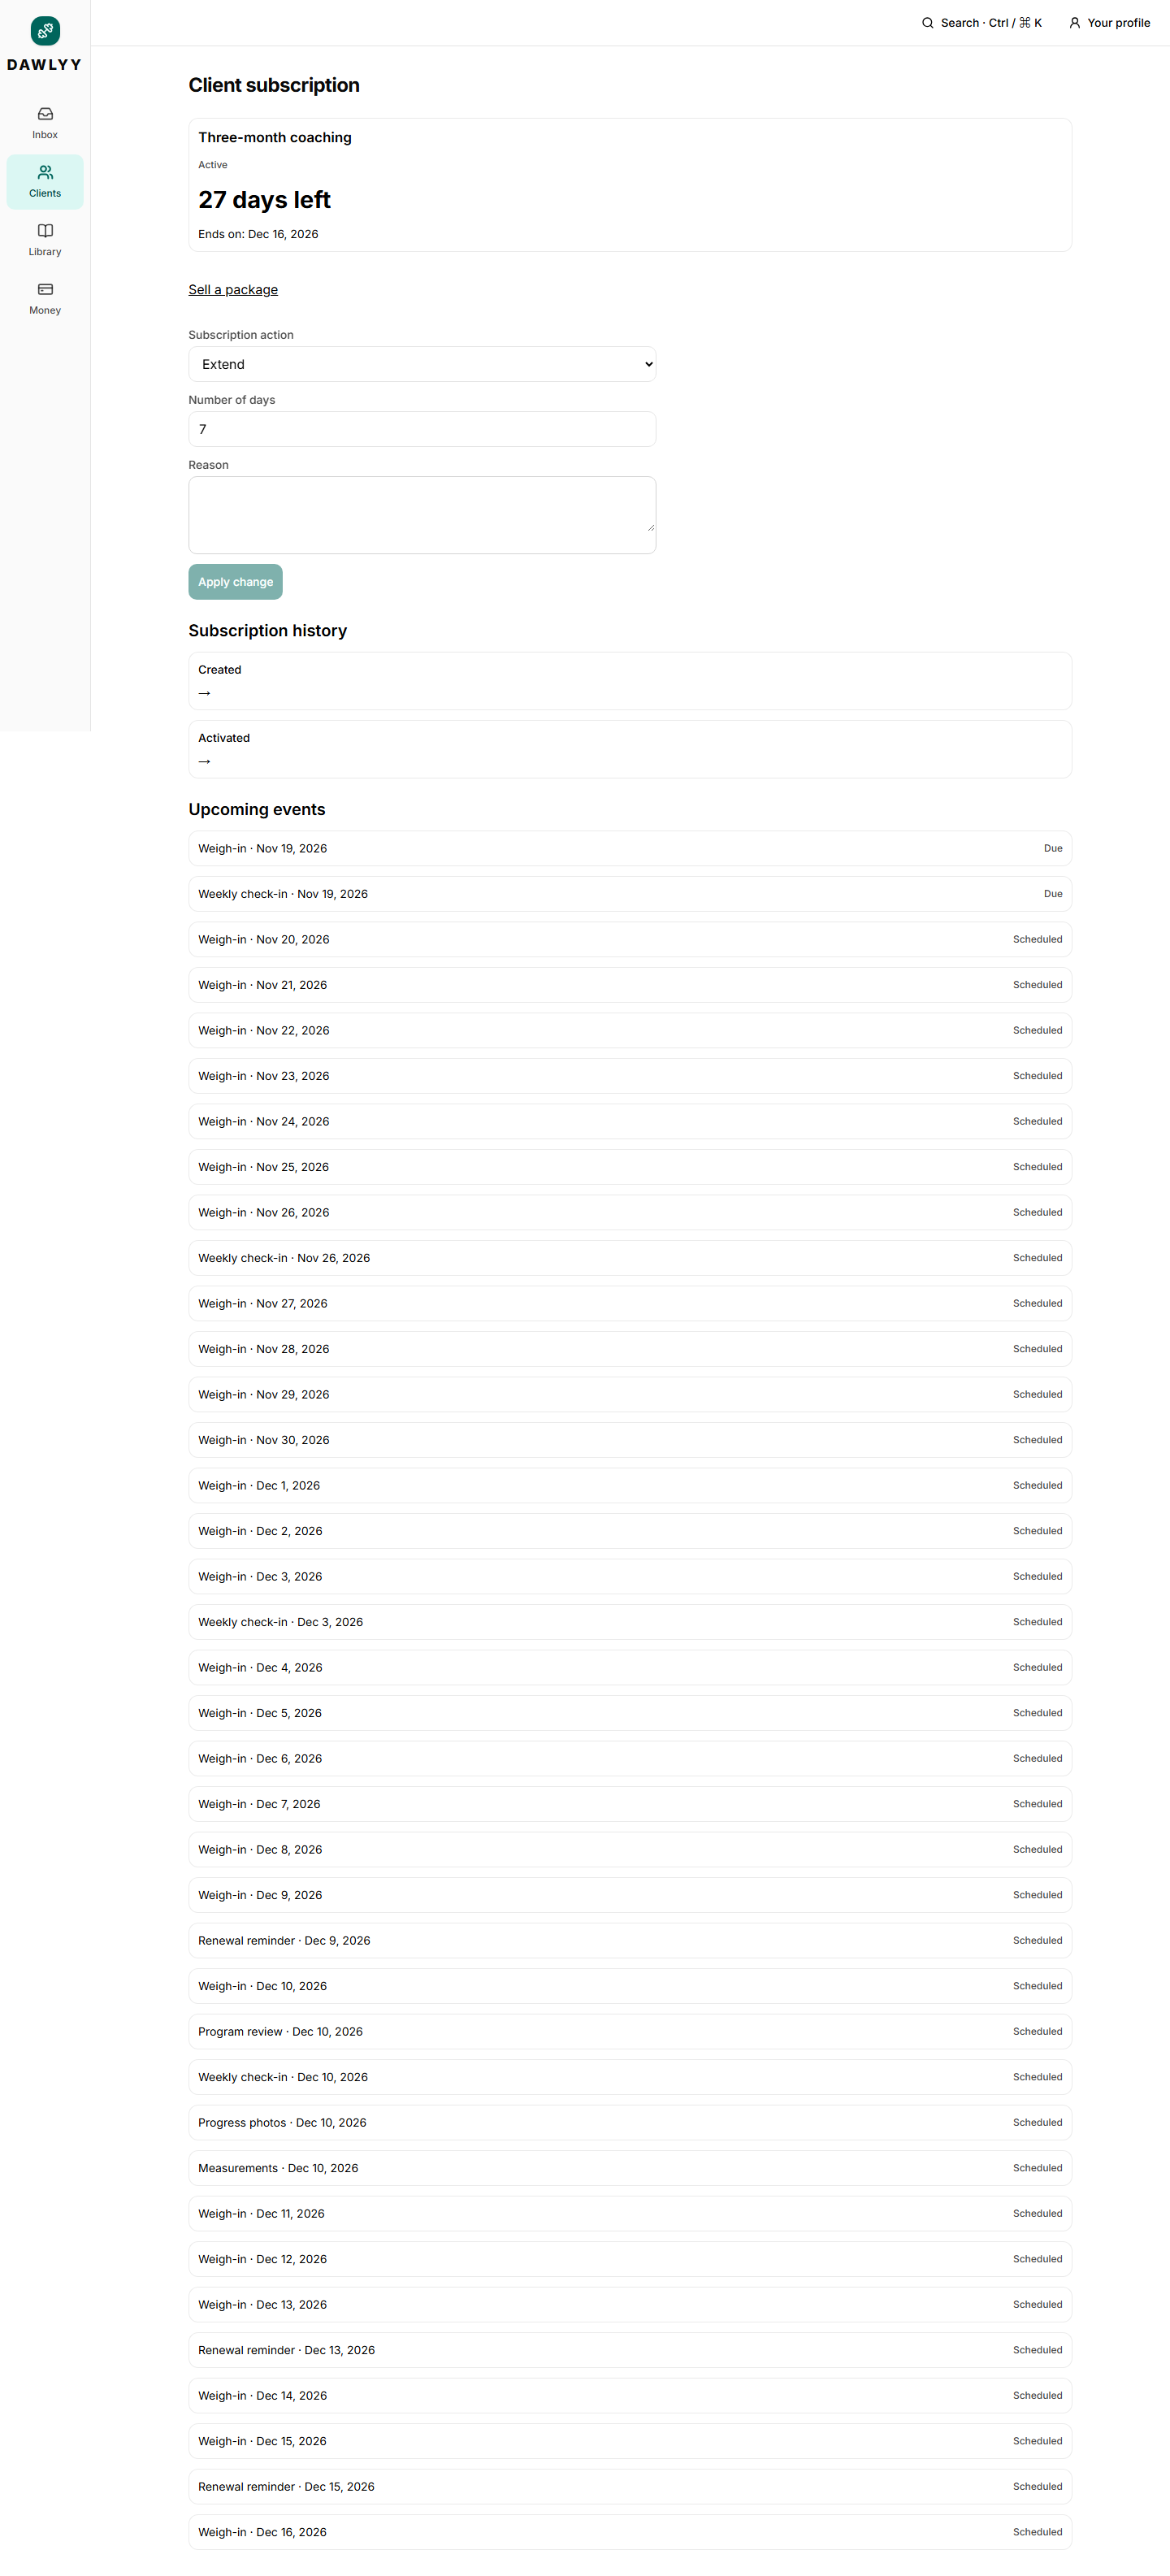 DAWLYY
Inbox
Clients
Library
Money
Search · Ctrl / ⌘ K
Your profile
Client subscription
Three-month coaching
Active
27 days left
Ends on: Dec 16, 2026
Sell a package
Subscription action
Extend
Number of days
7
Reason
Apply change
Subscription history
Created
→
Activated
→
Upcoming events
Weigh-in · Nov 19, 2026 Due
Weekly check-in · Nov 19, 2026 Due
Weigh-in · Nov 20, 2026 Scheduled
Weigh-in · Nov 21, 2026 Scheduled
Weigh-in · Nov 22, 2026 Scheduled
Weigh-in · Nov 23, 2026 Scheduled
Weigh-in · Nov 24, 2026 Scheduled
Weigh-in · Nov 25, 2026 Scheduled
Weigh-in · Nov 26, 2026 Scheduled
Weekly check-in · Nov 26, 2026 Scheduled
Weigh-in · Nov 27, 2026 Scheduled
Weigh-in · Nov 28, 2026 Scheduled
Weigh-in · Nov 29, 2026 Scheduled
Weigh-in · Nov 30, 2026 Scheduled
Weigh-in · Dec 1, 2026 Scheduled
Weigh-in · Dec 2, 2026 Scheduled
Weigh-in · Dec 3, 2026 Scheduled
Weekly check-in · Dec 3, 2026 Scheduled
Weigh-in · Dec 4, 2026 Scheduled
Weigh-in · Dec 5, 2026 Scheduled
Weigh-in · Dec 6, 2026 Scheduled
Weigh-in · Dec 7, 2026 Scheduled
Weigh-in · Dec 8, 2026 Scheduled
Weigh-in · Dec 9, 2026 Scheduled
Renewal reminder · Dec 9, 2026 Scheduled
Weigh-in · Dec 10, 2026 Scheduled
Program review · Dec 10, 2026 Scheduled
Weekly check-in · Dec 10, 2026 Scheduled
Progress photos · Dec 10, 2026 Scheduled
Measurements · Dec 10, 2026 Scheduled
Weigh-in · Dec 11, 2026 Scheduled
Weigh-in · Dec 12, 2026 Scheduled
Weigh-in · Dec 13, 2026 Scheduled
Renewal reminder · Dec 13, 2026 Scheduled
Weigh-in · Dec 14, 2026 Scheduled
Weigh-in · Dec 15, 2026 Scheduled
Renewal reminder · Dec 15, 2026 Scheduled
Weigh-in · Dec 16, 2026 Scheduled